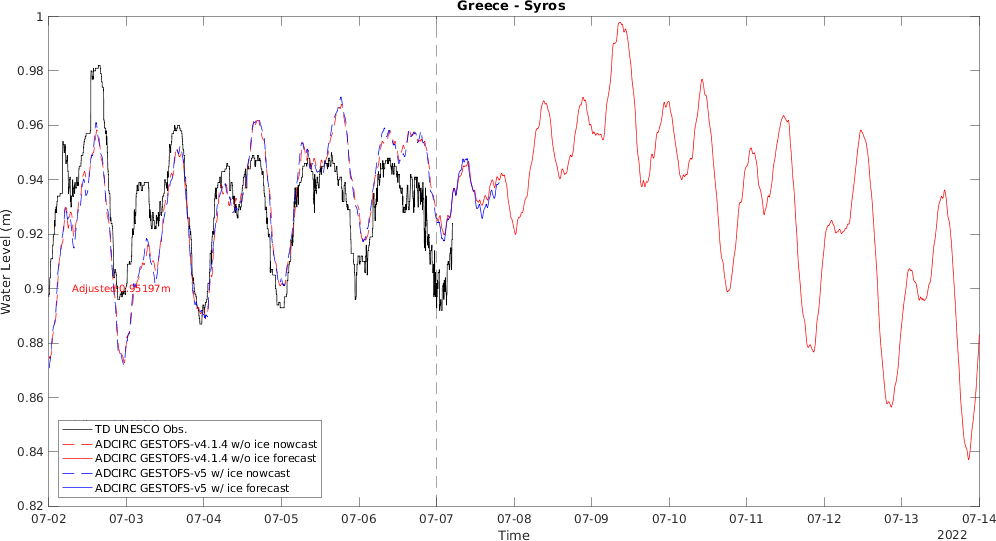 Greece - Syros
1
0.98
0.96
0.94
0.92
0.9
0.88
0.86
0.84
0.82
Water Level (m)
Adjusted 0.95197m
TD UNESCO Obs.
ADCIRC GESTOFS-v4.1.4 w/o ice nowcast
ADCIRC GESTOFS-v4.1.4 w/o ice forecast
ADCIRC GESTOFS-v5 w/ ice nowcast
ADCIRC GESTOFS-v5 w/ ice forecast
07-02 07-03 07-04 07-05 07-06 07-07 07-08 07-09 07-10 07-11 07-12 07-13 07-14
Time
2022